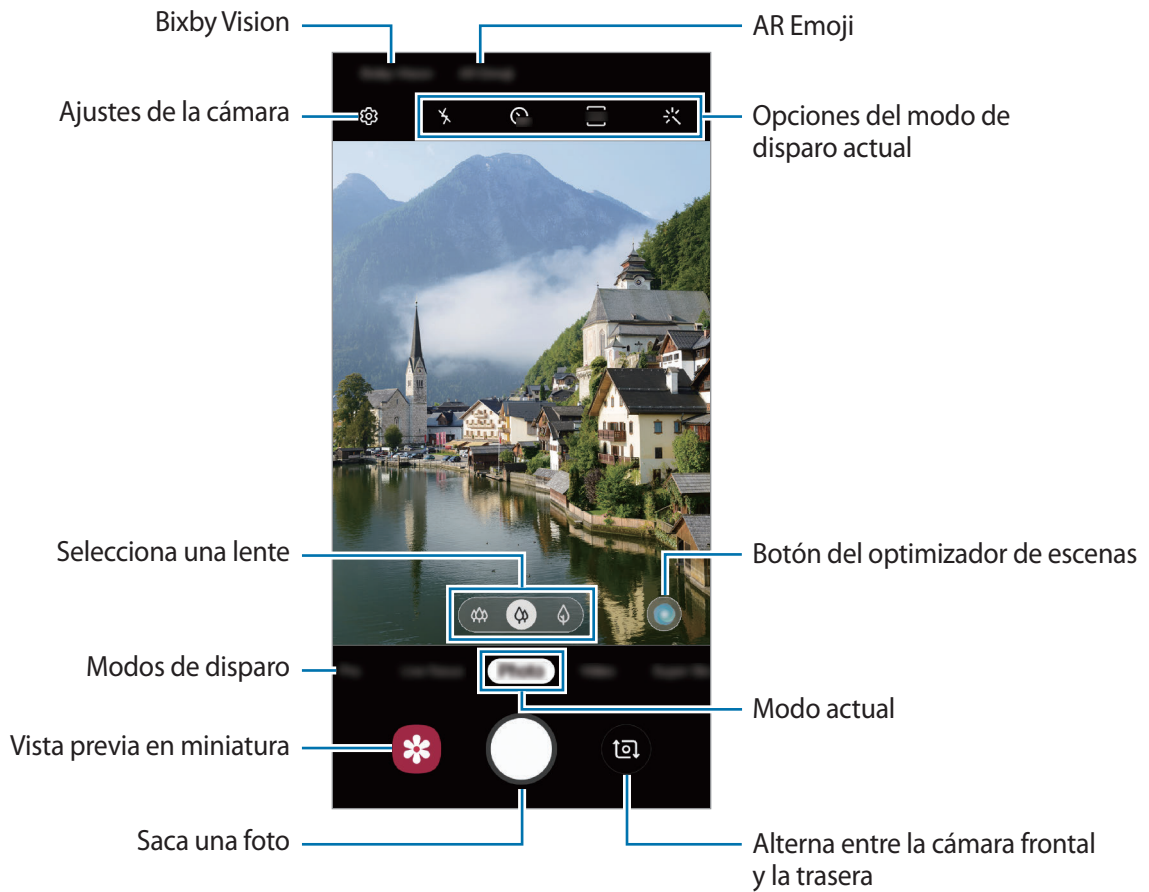 Bixby Vision
AR Emoji
Ajustes de la cámara
Opciones del modo de
disparo actual
Selecciona una lente
Botón del optimizador de escenas
Modos de disparo
Modo actual
Vista previa en miniatura
Saca una foto
Alterna entre la cámara frontal
y la trasera